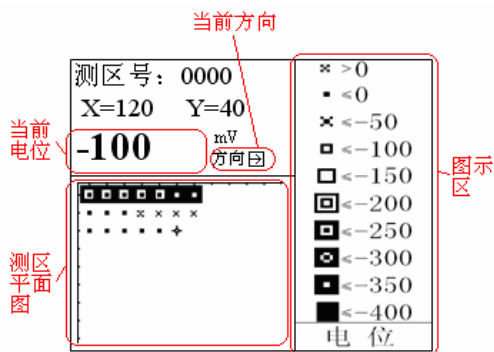 当前方向
测区号：0000
X=120 Y=40
当前
电位
-100
mV
方向
测区
平面
图
>0
<0
<-50
≤-100
<-150
≤-200
≤-250
≤-300
≤-350
≤-400
电 位
图示
区